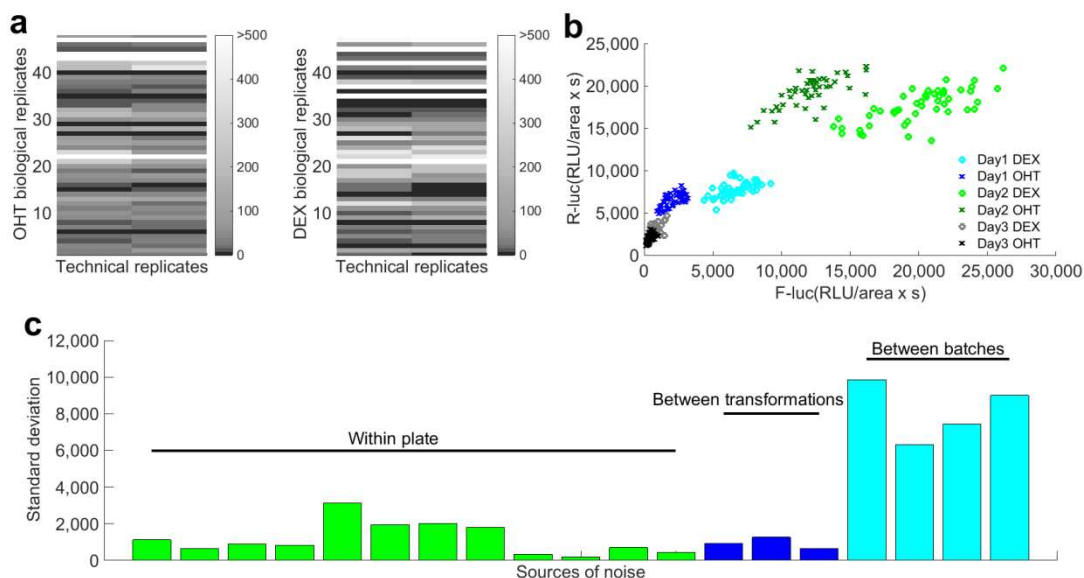 a
OHT biological replicates
40
30
20
10
Technical replicates
>500
400
300
200
100
0
DEX biological replicates
40
30
20
10
Technical replicates
>500
400
300
200
100
0
b
R-luc(RLU/area x s)
25,000
20,000
15,000
10,000
5,000
0
0
5,000
10,000
15,000
20,000
25,000
30,000
F-luc(RLU/area x s)
Day1 DEX
Day1 OHT
Day2 DEX
Day2 OHT
Day3 DEX
Day3 OHT
c
Standard deviation
12,000
10,000
8,000
6,000
4,000
2,000
0
Within plate
Between transformations
Between batches
Sources of noise